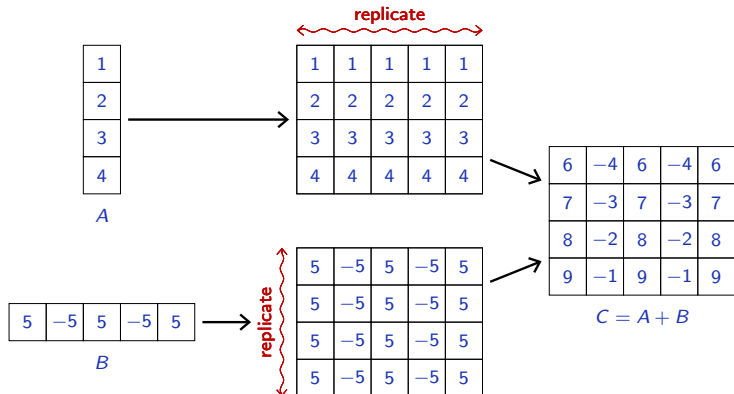 replicate
1
2
3
4
A
1 1 1 1 1
2 2 2 2 2
3 3 3 3 3
4 4 4 4 4
6 −4 6 −4 6
7 −3 7 −3 7
8 −2 8 −2 8
9 −1 9 −1 9
C = A + B
5 −5 5 −5 5
B
replicate
5 −5 5 −5 5
5 −5 5 −5 5
5 −5 5 −5 5
5 −5 5 −5 5